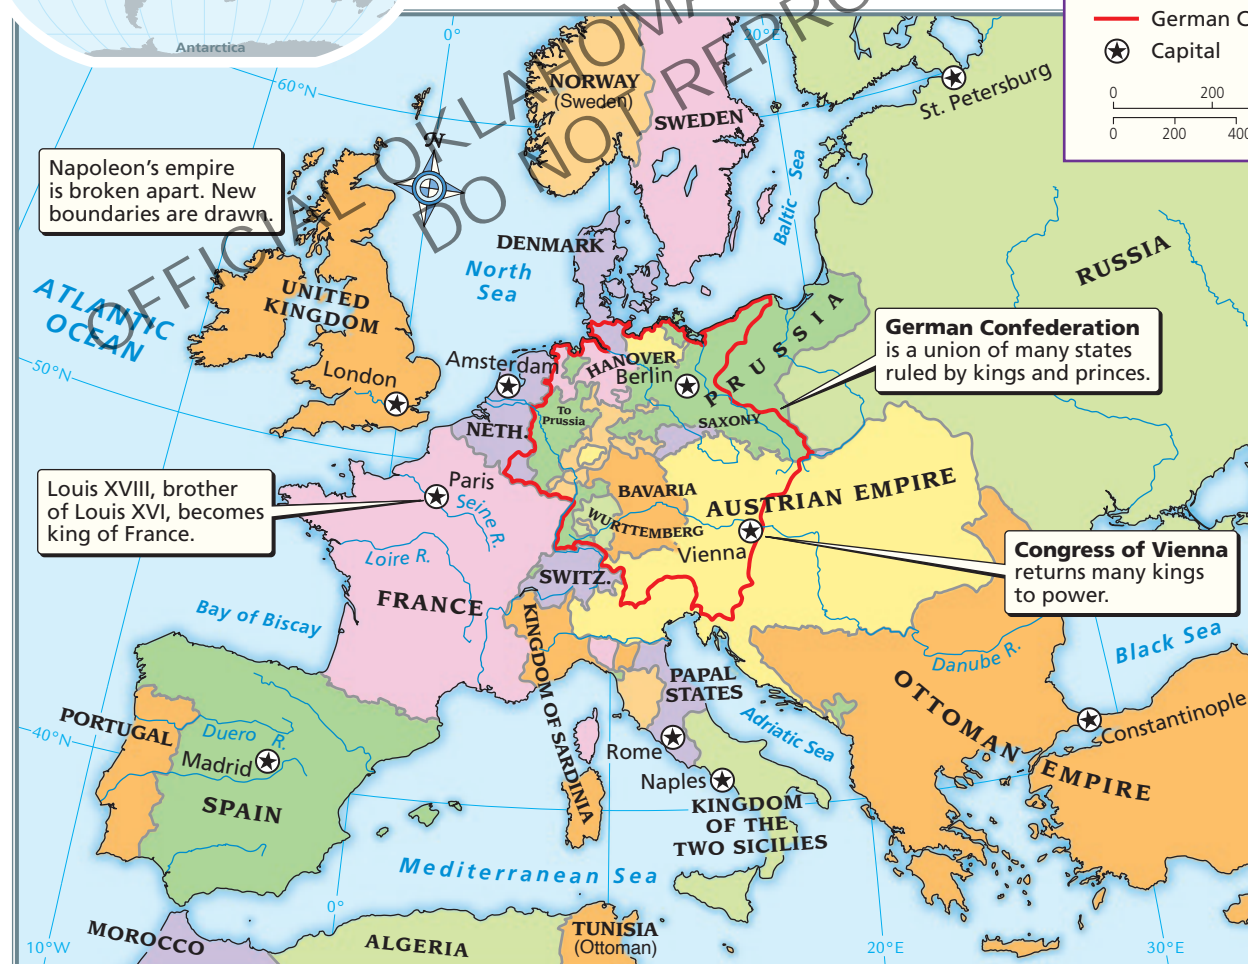 Antarctica
German C
Capital
0 200
0 200 400
0°
20°E
60°N
OFFICIAL OKLAHOMA
DO NOT REPRO
N
NORWAY
(Sweden)
SWEDEN
St. Petersburg
Napoleon's empire
is broken apart. New
boundaries are drawn.
Baltic Sea
DENMARK
North
Sea
RUSSIA
ATLANTIC
OCEAN
UNITED
KINGDOM
German Confederation
is a union of many states
ruled by kings and princes.
50°N
London
Amsterdam
HANOVER
Berlin
PRUSSIA
To
Prussia
SAXONY
NETH.
Louis XVIII, brother
of Louis XVI, becomes
king of France.
Paris
Seine R.
BAVARIA
AUSTRIAN EMPIRE
WURTTEMBERG
Vienna
Congress of Vienna
returns many kings
to power.
Loire R.
SWITZ.
FRANCE
Bay of Biscay
KINGDOM OF SARDINIA
Black Sea
Danube R.
PAPAL
STATES
OTTOMAN EMPIRE
PORTUGAL
40°N
Duero R.
Madrid
Adriatic Sea
Constantinople
Rome
Naples
SPAIN
KINGDOM
OF THE
TWO SICILIES
Mediterranean Sea
0°
MOROCCO
ALGERIA
TUNISIA
(Ottoman)
10°W
20°E
30°E